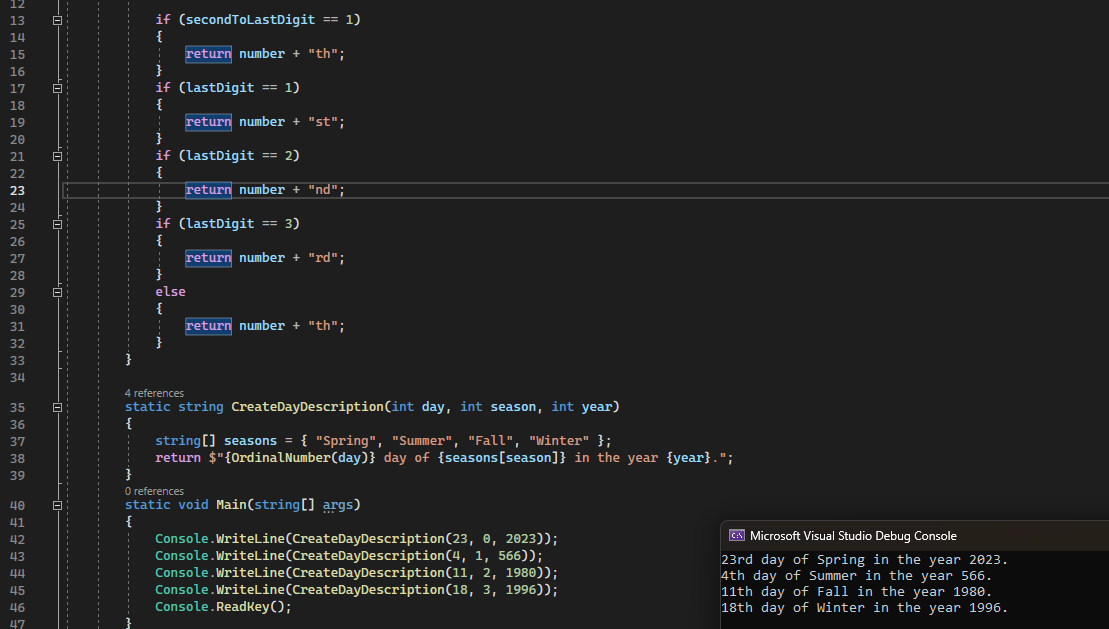 12
13 if (secondToLastDigit == 1)
14 {
15 return number + "th";
16 }
17 if (lastDigit == 1)
18 {
19 return number + "st";
20 }
21 if (lastDigit == 2)
22 {
23 return number + "nd";
24 }
25 if (lastDigit == 3)
26 {
27 return number + "rd";
28 }
29 else
30 {
31 return number + "th";
32 }
33 }
34
4 references
35 static string CreateDayDescription(int day, int season, int year)
36 {
37 string[] seasons = { "Spring", "Summer", "Fall", "Winter" };
38 return $"{OrdinalNumber(day)} day of {seasons[season]} in the year {year}.";
39 }
0 references
40 static void Main(string[] args)
41 {
42 Console.WriteLine(CreateDayDescription(23, 0, 2023));
43 Console.WriteLine(CreateDayDescription(4, 1, 566));
44 Console.WriteLine(CreateDayDescription(11, 2, 1980));
45 Console.WriteLine(CreateDayDescription(18, 3, 1996));
46 Console.ReadKey();
47 }
Microsoft Visual Studio Debug Console
23rd day of Spring in the year 2023.
4th day of Summer in the year 566.
11th day of Fall in the year 1980.
18th day of Winter in the year 1996.